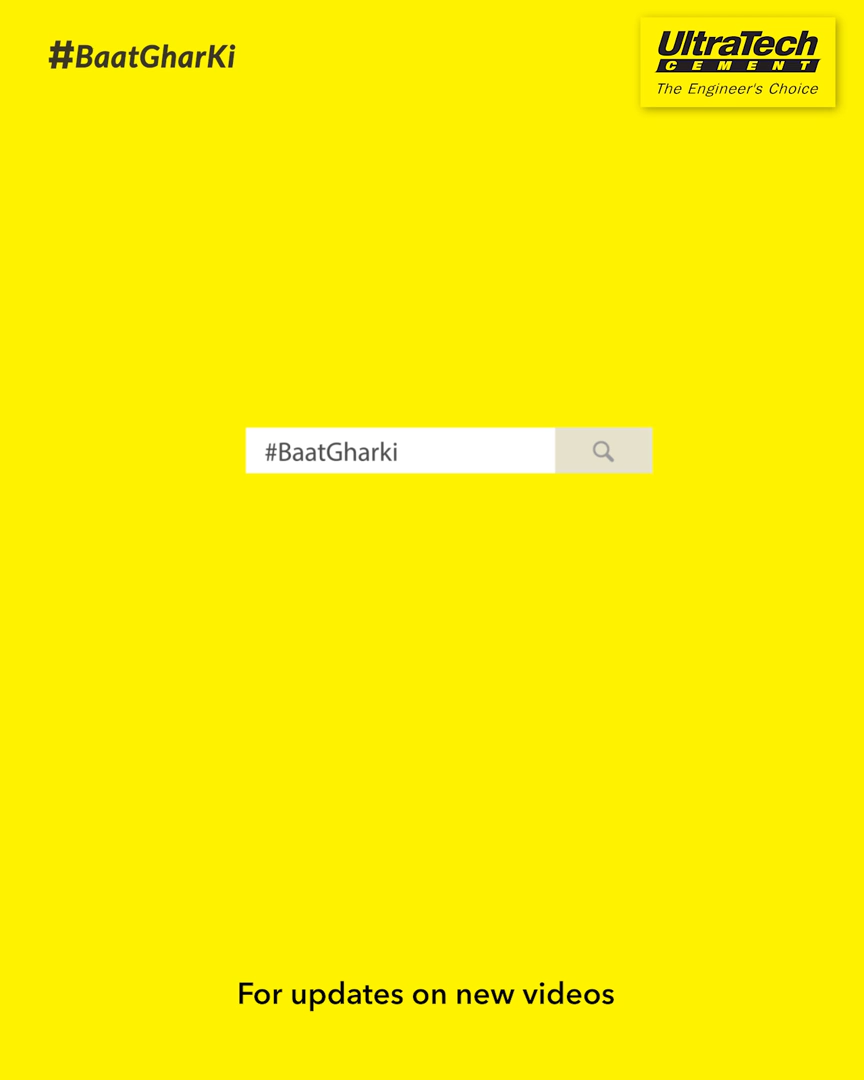 #BaatGharKi
UltraTech
CEMENT
The Engineer's Choice
#BaatGharki
For updates on new videos